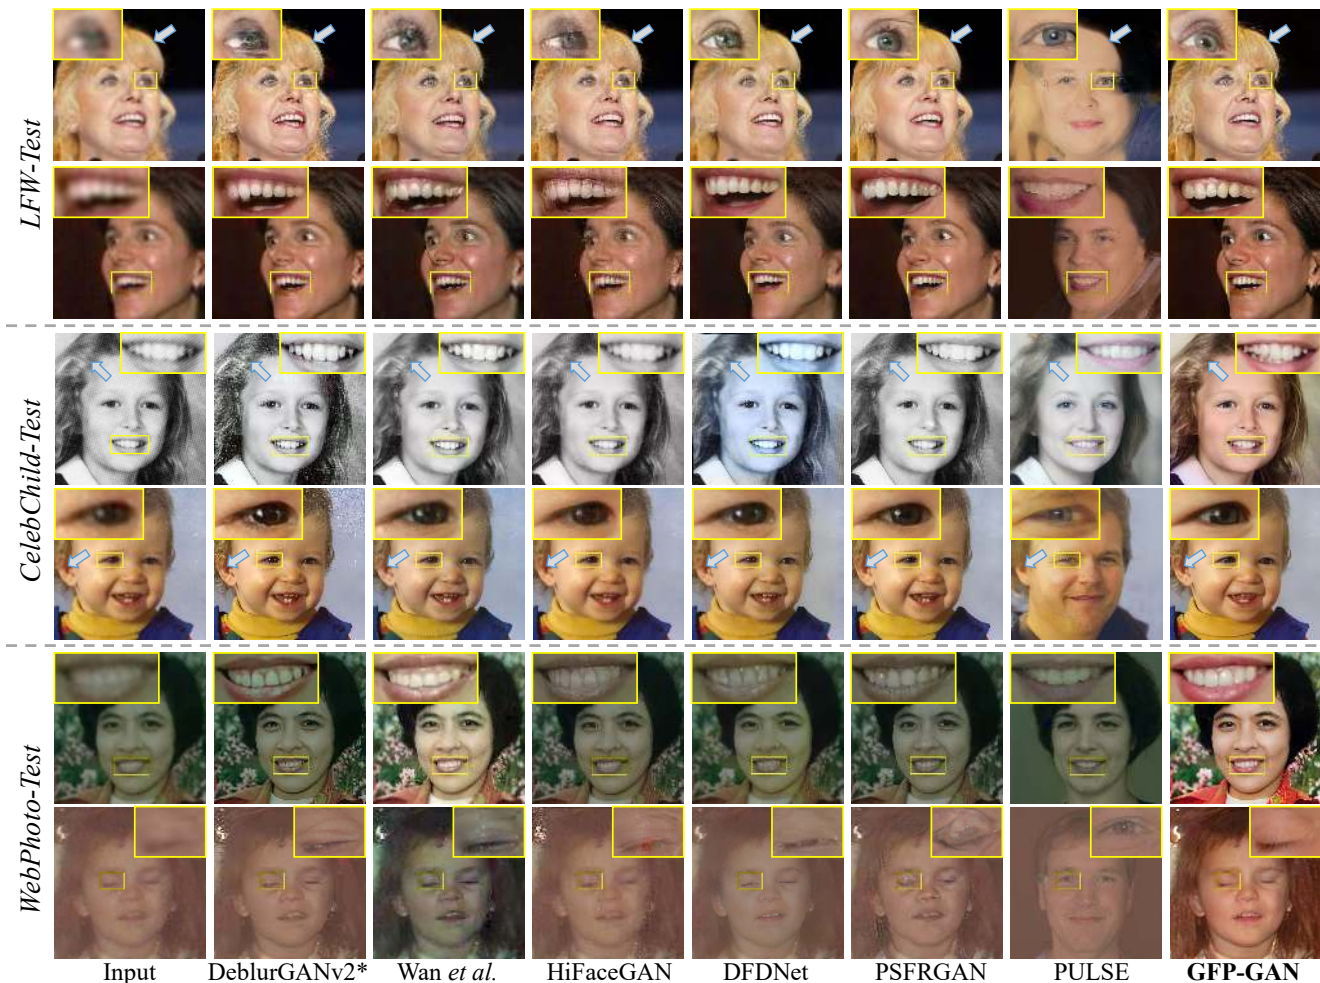 LFW-Test
CelebChild-Test
WebPhoto-Test
Input DeblurGANv2* Wan et al. HiFaceGAN DFDNet PSFRGAN PULSE GFP-GAN